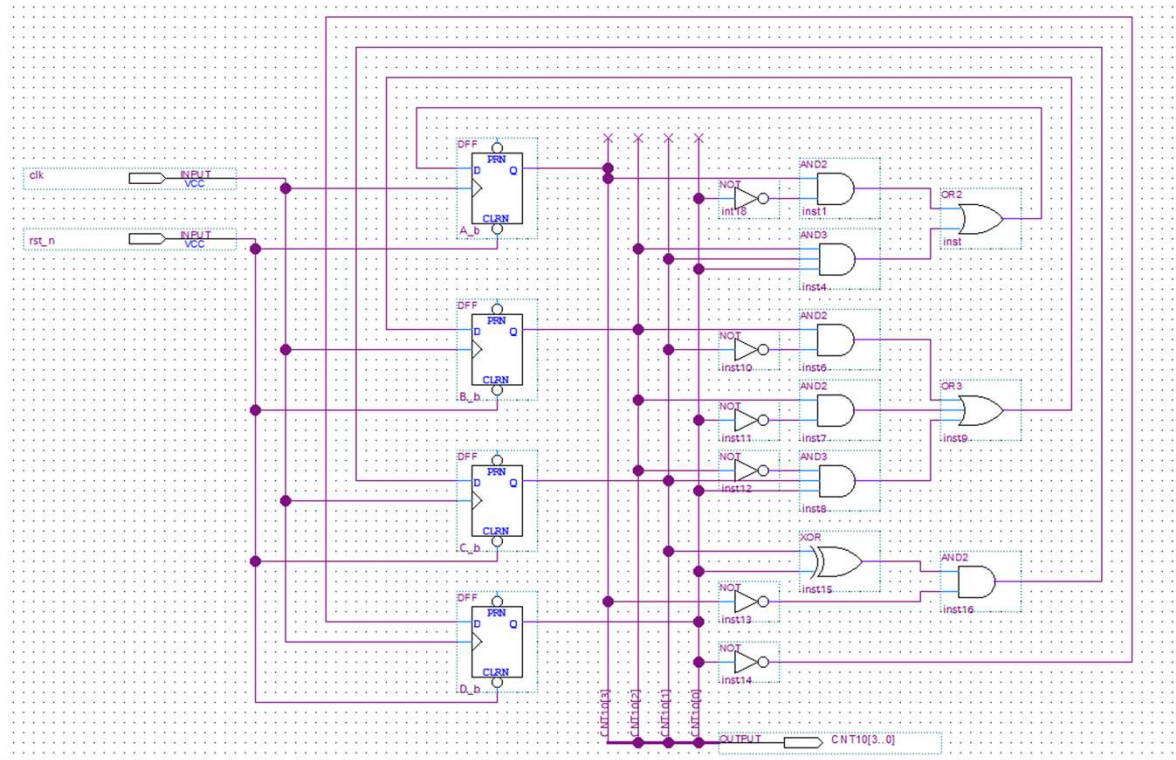 clk
INPUT
VCC
rst_n
INPUT
VCC
DFF
PRN
D
Q
CLRN
A_b
DFF
PRN
D
Q
CLRN
B_b
DFF
PRN
D
Q
CLRN
C_b
DFF
PRN
D
Q
CLRN
D_b
NOT
int18
AND2
inst1
AND3
inst4
OR2
inst
NOT
inst10
AND2
inst6
NOT
inst11
AND2
inst7
NOT
inst12
AND3
inst8
OR3
inst9
XOR
inst15
NOT
inst13
AND2
inst16
NOT
inst14
CNT10[3]
CNT10[2]
CNT10[1]
CNT10[0]
OUTPUT
CNT10[3..0]